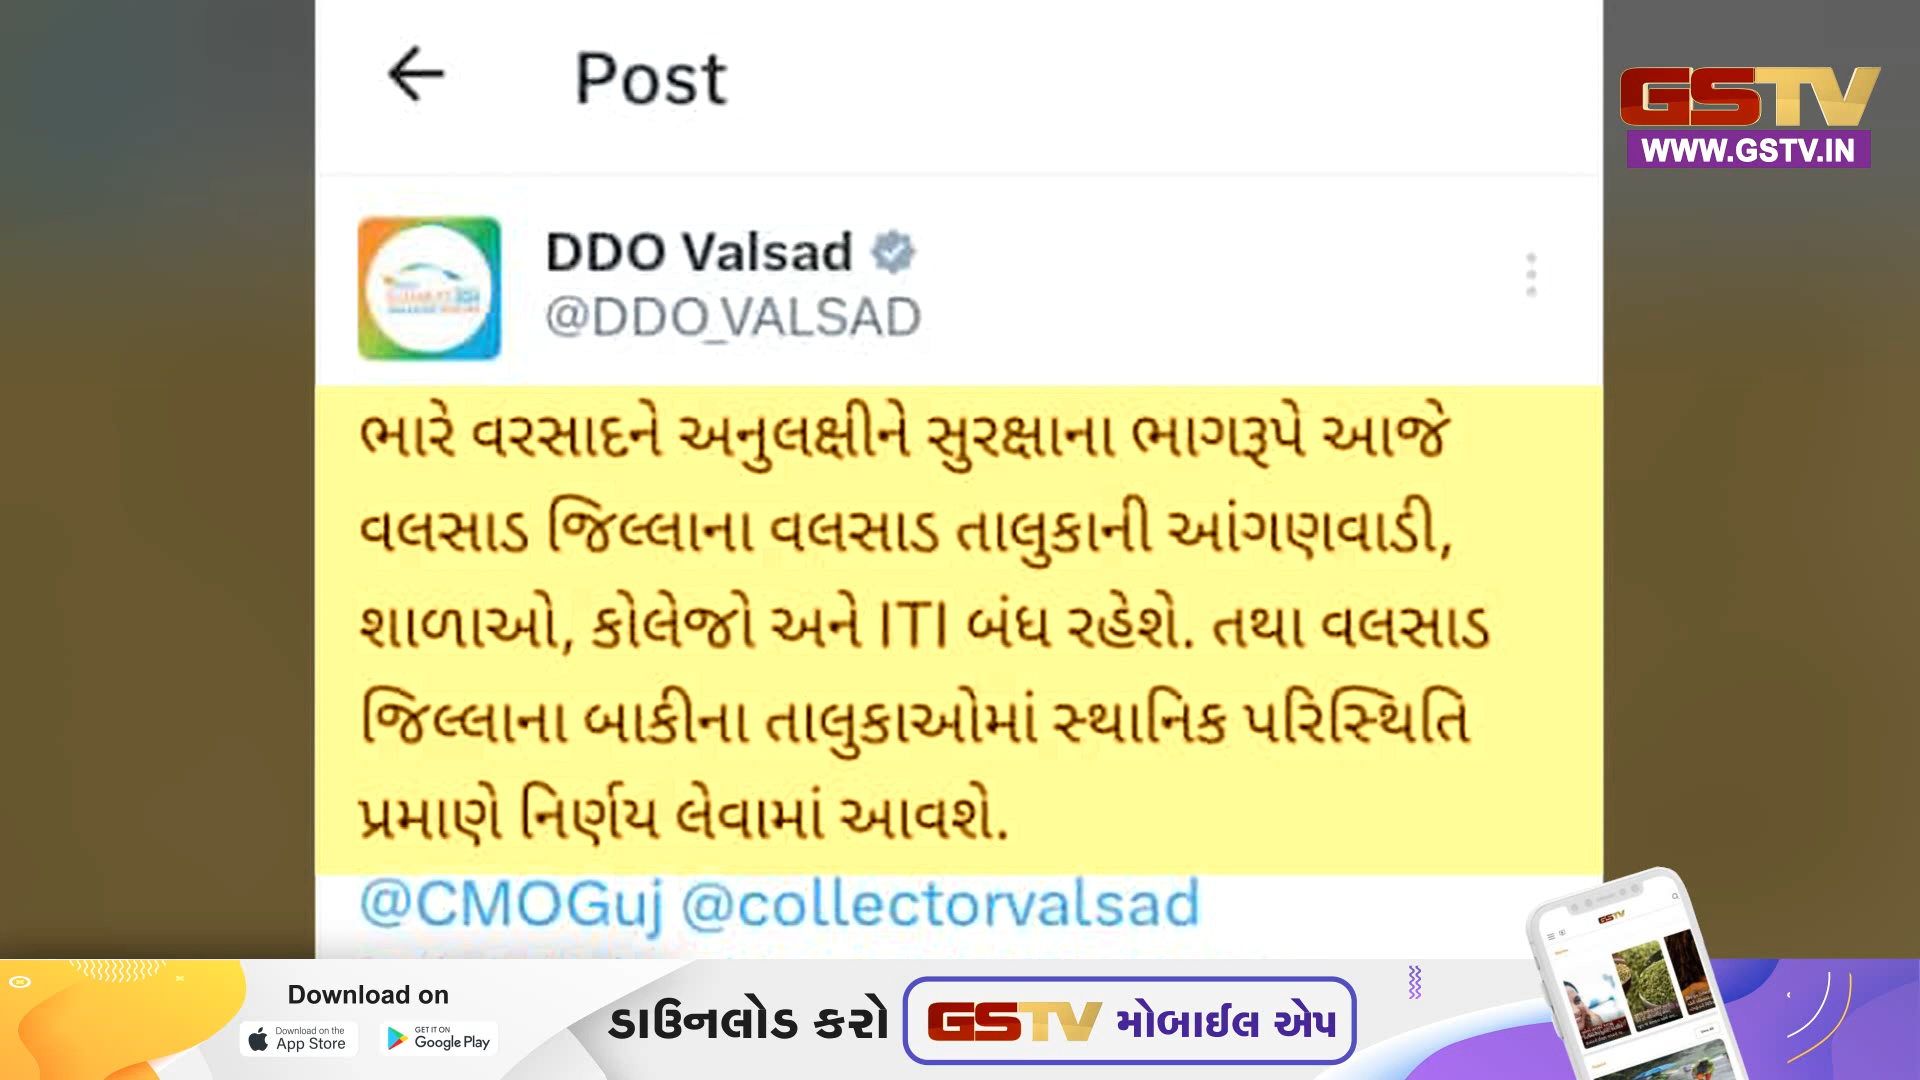 Post
GSTV
WWW.GSTV.IN
DDO Valsad
@DDO_VALSAD
ભારે વરસાદને અનુલક્ષીને સુરક્ષાના ભાગરૂપે આજે
વલસાડ જિલ્લાના વલસાડ તાલુકાની આંગણવાડી,
શાળાઓ, કોલેજો અને ITI બંધ રહેશે. તથા વલસાડ
જિલ્લાના બાકીના તાલુકાઓમાં સ્થાનિક પરિસ્થિતિ
પ્રમાણે નિર્ણય લેવામાં આવશે.
@CMOGuj @collectorvalsad
Download on
Download on the
App Store
GET IT ON
Google Play
ડાઉનલોડ કરો
GSTV મોબાઈલ એપ
GSTV